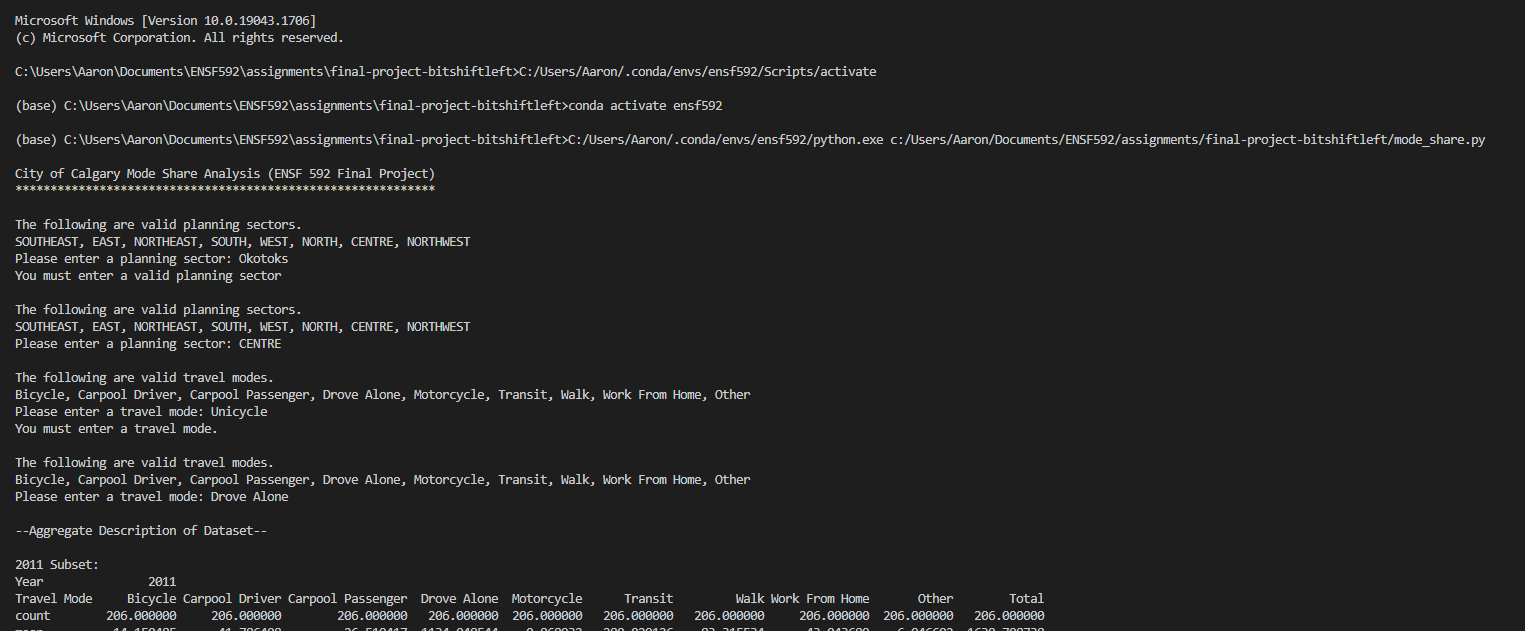 Microsoft Windows [Version 10.0.19043.1706]
(c) Microsoft Corporation. All rights reserved.
C:\Users\Aaron\Documents\ENSF592\assignments\final-project-bitshiftleft>C:/Users/Aaron/.conda/envs/ensf592/Scripts/activate
(base) C:\Users\Aaron\Documents\ENSF592\assignments\final-project-bitshiftleft>conda activate ensf592
(base) C:\Users\Aaron\Documents\ENSF592\assignments\final-project-bitshiftleft>C:/Users/Aaron/.conda/envs/ensf592/python.exe c:/Users/Aaron/Documents/ENSF592/assignments/final-project-bitshiftleft/mode_share.py
City of Calgary Mode Share Analysis (ENSF 592 Final Project)
************************************************************
The following are valid planning sectors.
SOUTHEAST, EAST, NORTHEAST, SOUTH, WEST, NORTH, CENTRE, NORTHWEST
Please enter a planning sector: Okotoks
You must enter a valid planning sector
The following are valid planning sectors.
SOUTHEAST, EAST, NORTHEAST, SOUTH, WEST, NORTH, CENTRE, NORTHWEST
Please enter a planning sector: CENTRE
The following are valid travel modes.
Bicycle, Carpool Driver, Carpool Passenger, Drove Alone, Motorcycle, Transit, Walk, Work From Home, Other
Please enter a travel mode: Unicycle
You must enter a travel mode.
The following are valid travel modes.
Bicycle, Carpool Driver, Carpool Passenger, Drove Alone, Motorcycle, Transit, Walk, Work From Home, Other
Please enter a travel mode: Drove Alone
--Aggregate Description of Dataset--
2011 Subset:
Year 2011
Travel Mode Bicycle Carpool Driver Carpool Passenger Drove Alone Motorcycle Transit Walk Work From Home Other Total
count 206.000000 206.000000 206.000000 206.000000 206.000000 206.000000 206.000000 206.000000 206.000000 206.000000